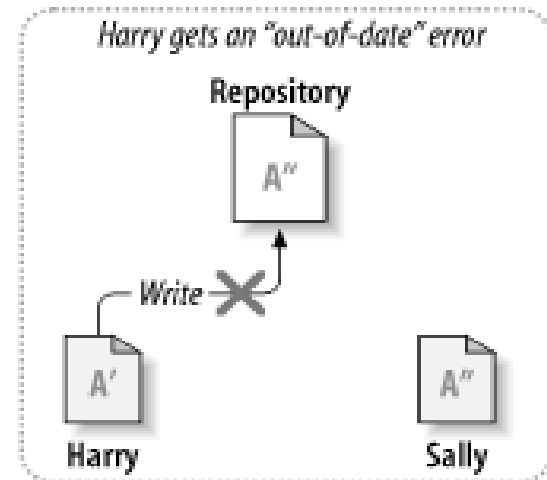 Harry gets an “out-of-date” error
Repository
A”
Write
A’
A”
Harry
Sally